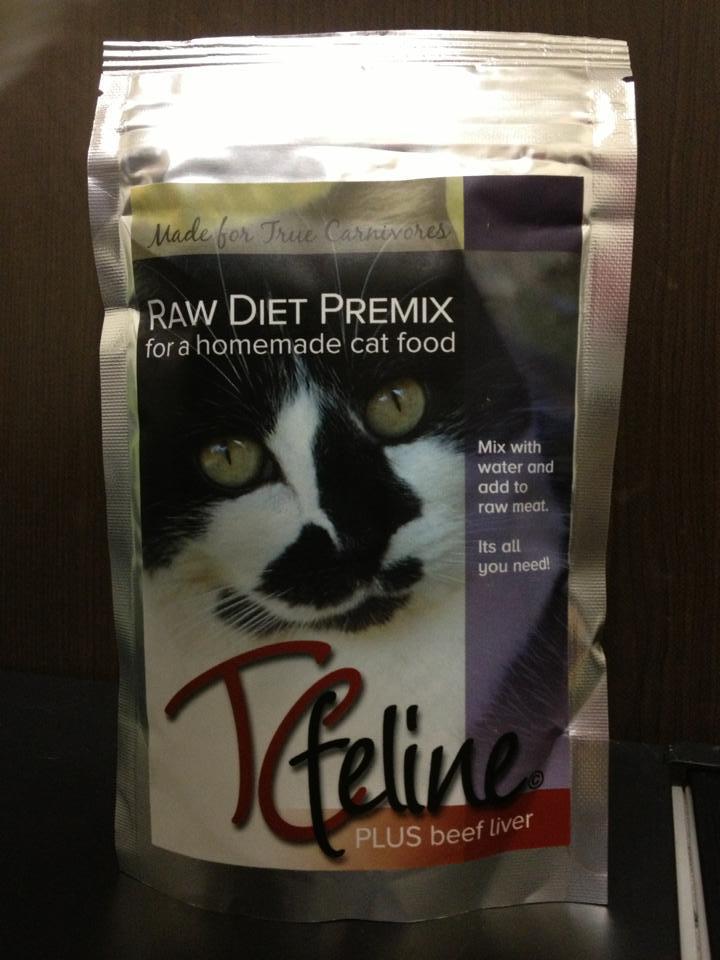 Made for True Carnivores
RAW DIET PREMIX
for a homemade cat food
Mix with
water and
add to
raw meat.
Its all
you need!
TCfeline©
PLUS beef liver